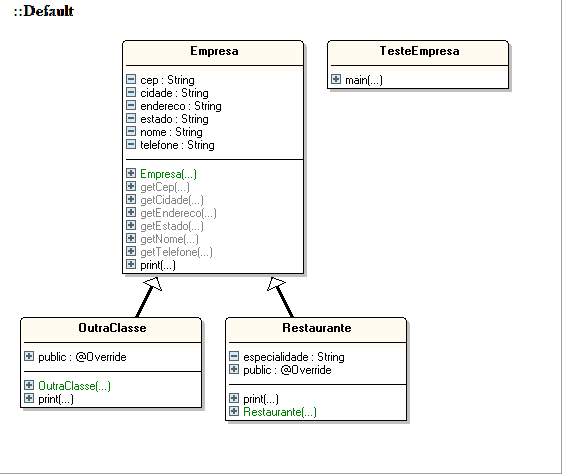 ::Default
Empresa
cep : String
cidade : String
endereco : String
estado : String
nome : String
telefone : String
Empresa(...)
getCep(...)
getCidade(...)
getEndereco(...)
getEstado(...)
getNome(...)
getTelefone(...)
print(...)
TesteEmpresa
main(...)
OutraClasse
public : @Override
OutraClasse(...)
print(...)
Restaurante
especialidade : String
public : @Override
print(...)
Restaurante(...)